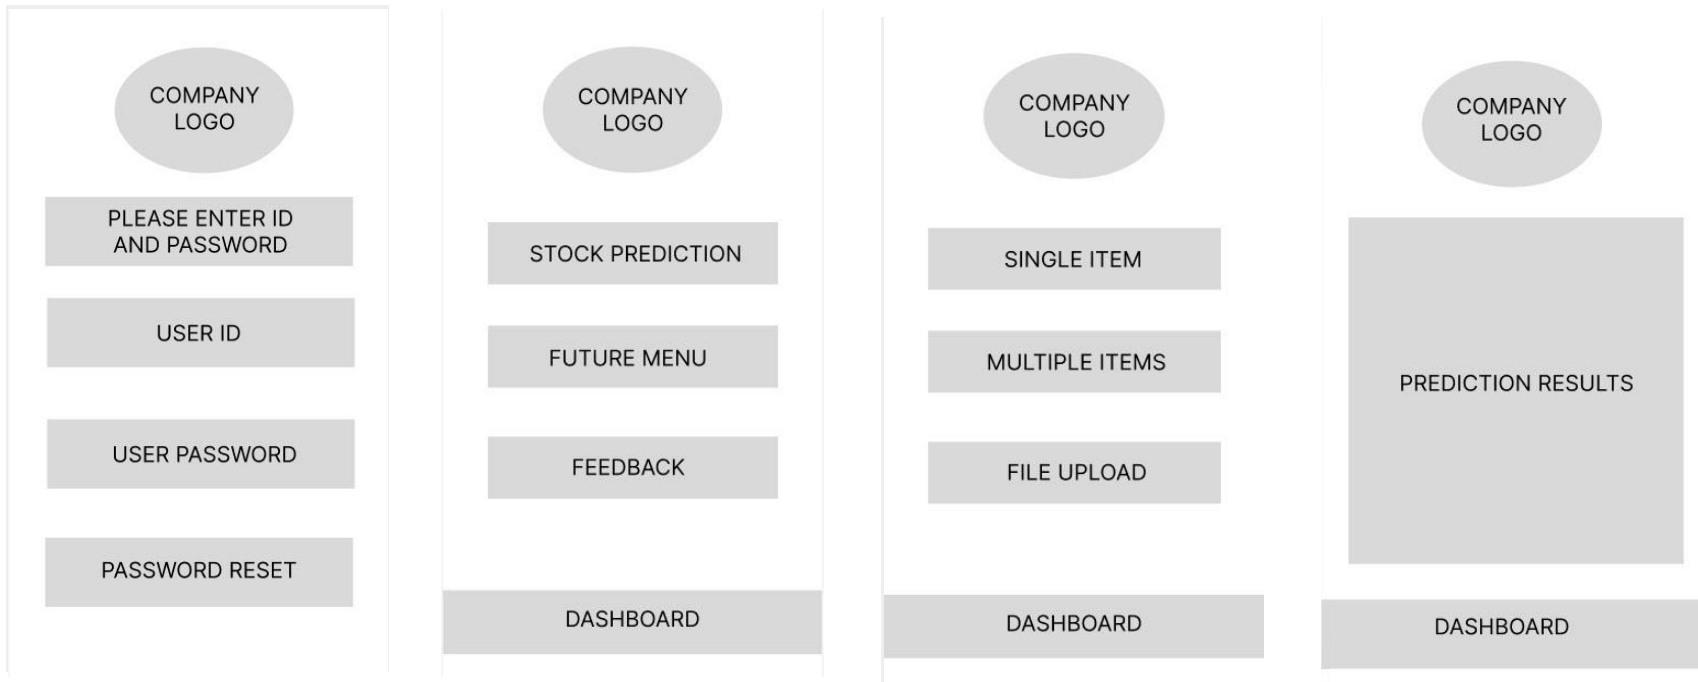 COMPANY
LOGO
PLEASE ENTER ID
AND PASSWORD
USER ID
USER PASSWORD
PASSWORD RESET
COMPANY
LOGO
STOCK PREDICTION
FUTURE MENU
FEEDBACK
DASHBOARD
COMPANY
LOGO
SINGLE ITEM
MULTIPLE ITEMS
FILE UPLOAD
DASHBOARD
COMPANY
LOGO
PREDICTION RESULTS
DASHBOARD